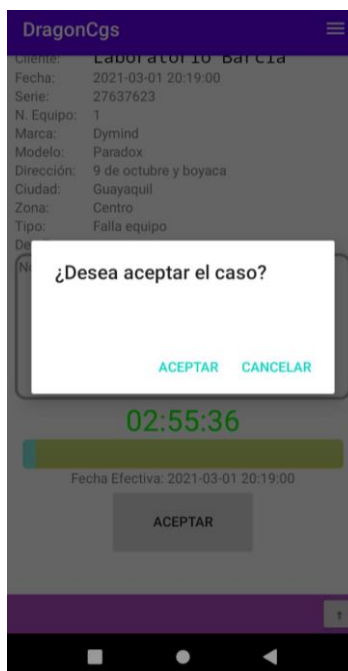 DragonCgs
Cliente: Laboratorio Barcia
Fecha: 2021-03-01 20:19:00
Serie: 27637623
N. Equipo: 1
Marca: Dymind
Modelo: Paradox
Dirección: 9 de octubre y boyaca
Ciudad: Guayaquil
Zona: Centro
Tipo: Falla equipo
¿Desea aceptar el caso?
ACEPTAR CANCELAR
02:55:36
Fecha Efectiva: 2021-03-01 20:19:00
ACEPTAR